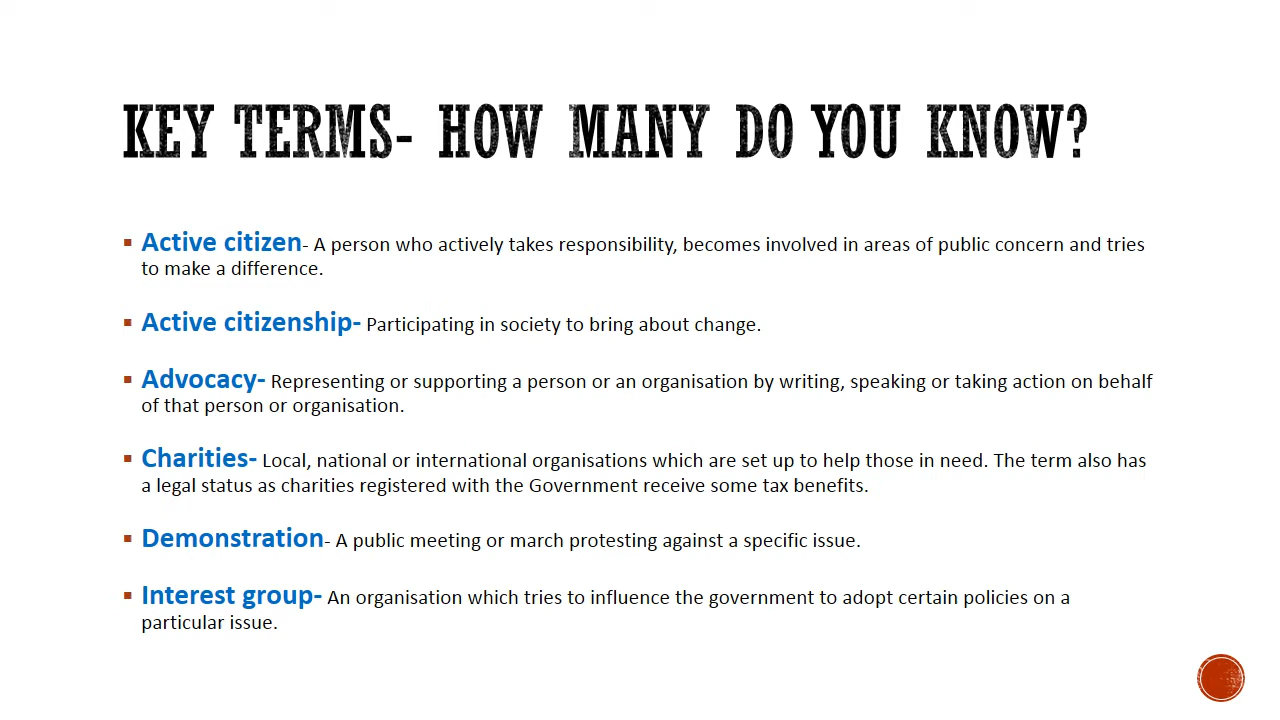 KEY TERMS- HOW MANY DO YOU KNOW?
▪ Active citizen- A person who actively takes responsibility, becomes involved in areas of public concern and tries
to make a difference.
▪ Active citizenship- Participating in society to bring about change.
▪ Advocacy- Representing or supporting a person or an organisation by writing, speaking or taking action on behalf
of that person or organisation.
▪ Charities- Local, national or international organisations which are set up to help those in need. The term also has
a legal status as charities registered with the Government receive some tax benefits.
▪ Demonstration- A public meeting or march protesting against a specific issue.
▪ Interest group- An organisation which tries to influence the government to adopt certain policies on a
particular issue.